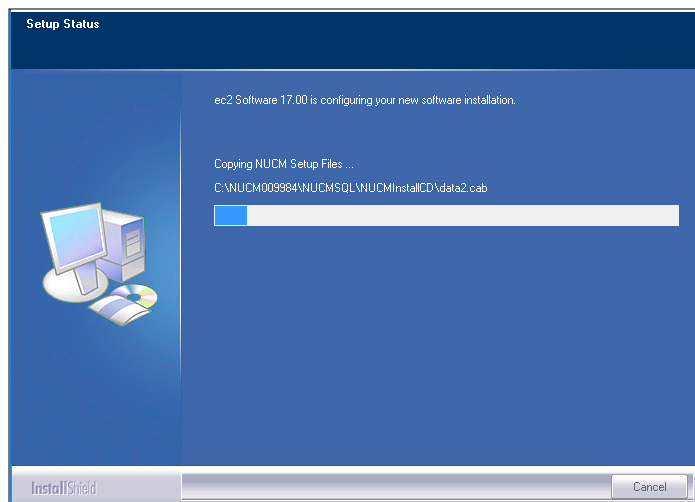 Setup Status
ec2 Software 17.00 is configuring your new software installation.
Copying NUCM Setup Files ...
C:\NUCM009984\NUCMSQL\NUCMInstallCD\data2.cab
InstallShield
Cancel